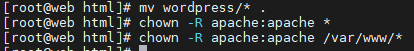 [root@web html]# mv wordpress/* .
[root@web html]# chown -R apache:apache *
[root@web html]# chown -R apache:apache /var/www/*